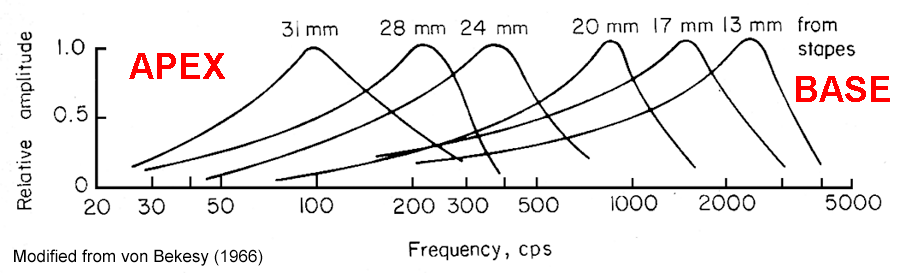 31 mm 28 mm 24 mm 20 mm 17 mm 13 mm from
stapes
1.0
APEX
BASE
0.5
0
Relative amplitude
20 30 50 100 200 300 500 1000 2000 5000
Frequency, cps
Modified from von Bekesy (1966)